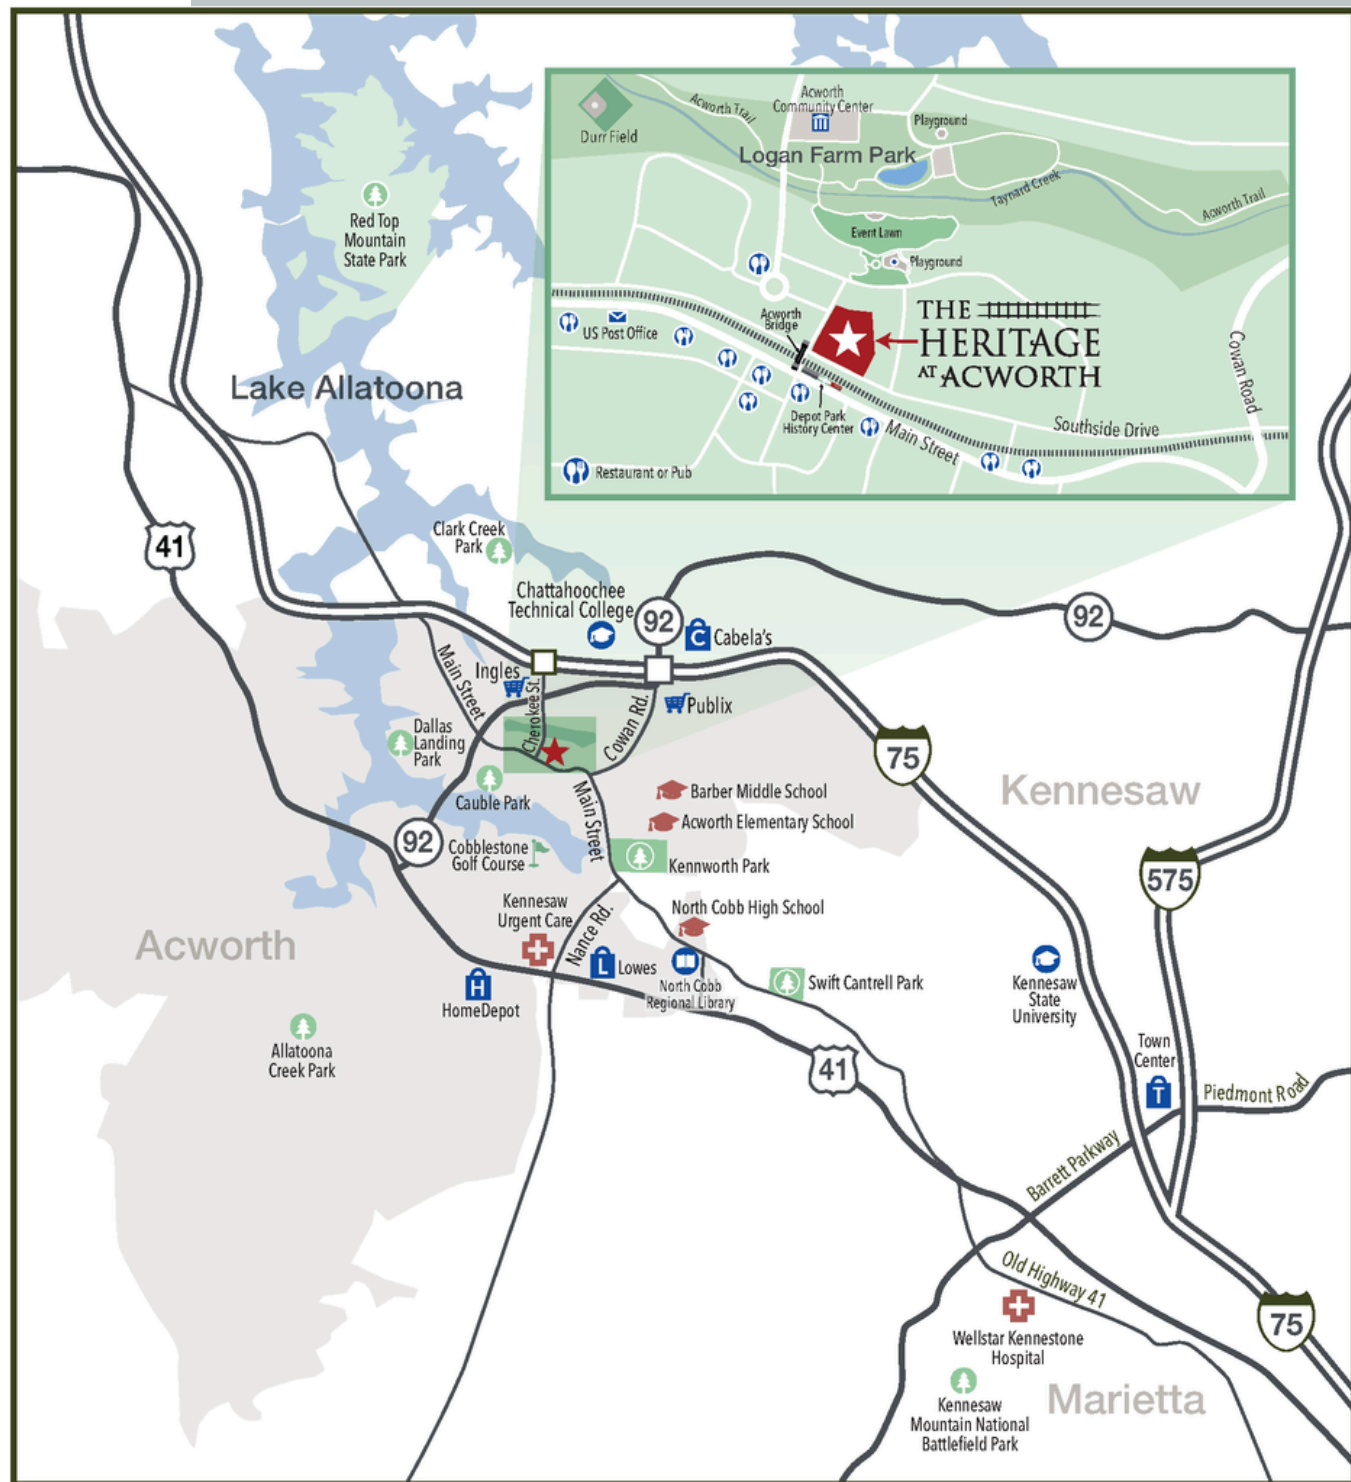 Acworth
Community Center
Acworth Trail
Playground
Durr Field
Logan Farm Park
Taynard Creek
Acworth Trail
Event Lawn
Playground
Acworth
Bridge
US Post Office
THE
HERITAGE
AT ACWORTH
Cowan Road
Depot Park
History Center
Main Street
Southside Drive
Restaurant or Pub
Red Top
Mountain
State Park
Lake Allatoona
41
Clark Creek
Park
Chattahoochee
Technical College
92
C
Cabela's
92
Main Street
Ingles
Cherokee St.
Cowan Rd.
Publix
Dallas
Landing
Park
75
Cauble Park
Main Street
Barber Middle School
Kennesaw
Acworth Elementary School
92
Cobblestone
Golf Course
Kennworth Park
575
Kennesaw
Urgent Care
Nance Rd.
North Cobb High School
Acworth
L
Lowes
H
HomeDepot
North Cobb
Regional Library
Swift Cantrell Park
Kennesaw
State
University
Allatoona
Creek Park
41
Town
Center
T
Piedmont Road
Barrett Parkway
Old Highway 41
75
Wellstar Kennestone
Hospital
Marietta
Kennesaw
Mountain National
Battlefield Park